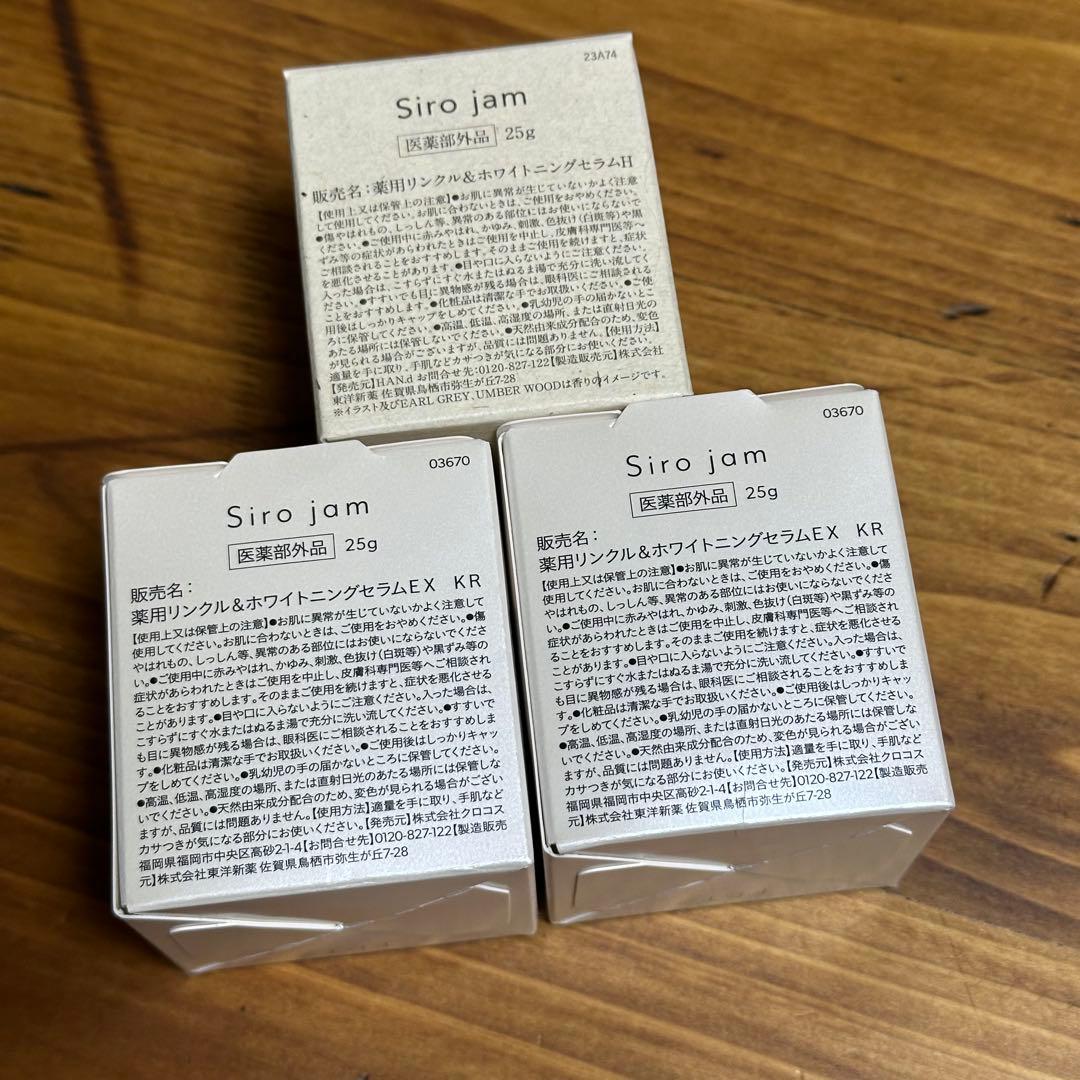 23A74
Siro jam
医薬部外品 25g
販売名：薬用リンクル＆ホワイトニングセラムH
【使用上又は保管上の注意】●お肌に異常が生じていないかよく注意
して使用してください。お肌に合わないときは、ご使用をおやめください。
●傷やはれもの、しっしん等、異常のある部位にはお使いにならないで
ください。●ご使用中に赤みやはれ、かゆみ、刺激、色抜け（白斑等）や黒
ずみ等の症状があらわれたときはご使用を中止し、皮膚科専門医等へ
ご相談されることをおすすめします。そのままご使用を続けますと、症状
を悪化させることがあります。●目や口に入らないようにご注意ください。
入った場合は、こすらずにすぐ水またはぬるま湯で充分に洗い流してく
ださい。●すすいでも目に異物感が残る場合は、眼科医にご相談される
ことをおすすめします。●化粧品は清潔な手でお取扱いください。●ご使
用後はしっかりキャップをしめてください。●乳幼児の手の届かないとこ
ろに保管してください。●高温、低温、高湿度の場所、または直射日光の
あたる場所には保管しないでください。●天然由来成分配合のため、変色
が見られる場合がございますが、品質には問題ありません。【使用方法】
適量を手に取り、手肌などカサつきが気になる部分にお使いください。
【発売元】HAN.d お問合せ先：0120-827-122【製造販売元】株式会社
東洋新薬 佐賀県鳥栖市弥生が丘7-28
※イラスト及びEARL GREY、UMBER WOODは香りのイメージです。
03670
Siro jam
医薬部外品 25g
販売名：
薬用リンクル＆ホワイトニングセラムEX KR
【使用上又は保管上の注意】●お肌に異常が生じていないかよく注意して
使用してください。お肌に合わないときは、ご使用をおやめください。●傷
やはれもの、しっしん等、異常のある部位にはお使いにならないでくださ
い。●ご使用中に赤みやはれ、かゆみ、刺激、色抜け（白斑等）や黒ずみ等の
症状があらわれたときはご使用を中止し、皮膚科専門医等へご相談され
ることをおすすめします。そのままご使用を続けますと、症状を悪化させる
ことがあります。●目や口に入らないようにご注意ください。入った場合は、
こすらずにすぐ水またはぬるま湯で充分に洗い流してください。●すすいで
も目に異物感が残る場合は、眼科医にご相談されることをおすすめしま
す。●化粧品は清潔な手でお取扱いください。●ご使用後はしっかりキャッ
プをしめてください。●乳幼児の手の届かないところに保管してください。
●高温、低温、高湿度の場所、または直射日光のあたる場所には保管しな
いでください。●天然由来成分配合のため、変色が見られる場合がござい
ますが、品質には問題ありません。【使用方法】適量を手に取り、手肌など
カサつきが気になる部分にお使いください。【発売元】株式会社クロコス
福岡県福岡市中央区高砂2-1-4【お問合せ先】0120-827-122【製造販売
元】株式会社東洋新薬 佐賀県鳥栖市弥生が丘7-28
03670
Siro jam
医薬部外品 25g
販売名：
薬用リンクル＆ホワイトニングセラムEX KR
【使用上又は保管上の注意】●お肌に異常が生じていないかよく注意して
使用してください。お肌に合わないときは、ご使用をおやめください。●傷
やはれもの、しっしん等、異常のある部位にはお使いにならないでくださ
い。●ご使用中に赤みやはれ、かゆみ、刺激、色抜け（白斑等）や黒ずみ等の
症状があらわれたときはご使用を中止し、皮膚科専門医等へご相談され
ることをおすすめします。そのままご使用を続けますと、症状を悪化させる
ことがあります。●目や口に入らないようにご注意ください。入った場合は、
こすらずにすぐ水またはぬるま湯で充分に洗い流してください。●すすいで
も目に異物感が残る場合は、眼科医にご相談されることをおすすめしま
す。●化粧品は清潔な手でお取扱いください。●ご使用後はしっかりキャッ
プをしめてください。●乳幼児の手の届かないところに保管してください。
●高温、低温、高湿度の場所、または直射日光のあたる場所には保管しな
いでください。●天然由来成分配合のため、変色が見られる場合がござい
ますが、品質には問題ありません。【使用方法】適量を手に取り、手肌など
カサつきが気になる部分にお使いください。【発売元】株式会社クロコス
福岡県福岡市中央区高砂2-1-4【お問合せ先】0120-827-122【製造販売
元】株式会社東洋新薬 佐賀県鳥栖市弥生が丘7-28